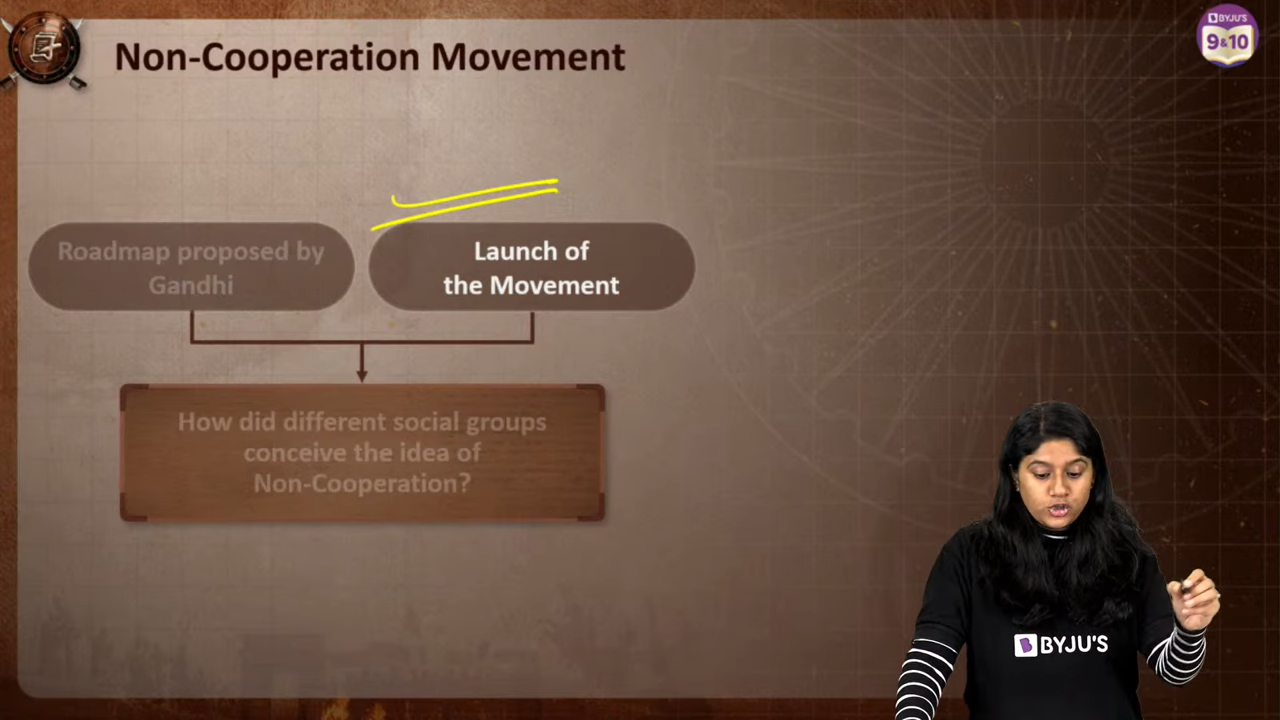 Non-Cooperation Movement
BYJU'S
9&10
Roadmap proposed by
Gandhi
Launch of
the Movement
How did different social groups
conceive the idea of
Non-Cooperation?
BYJU'S